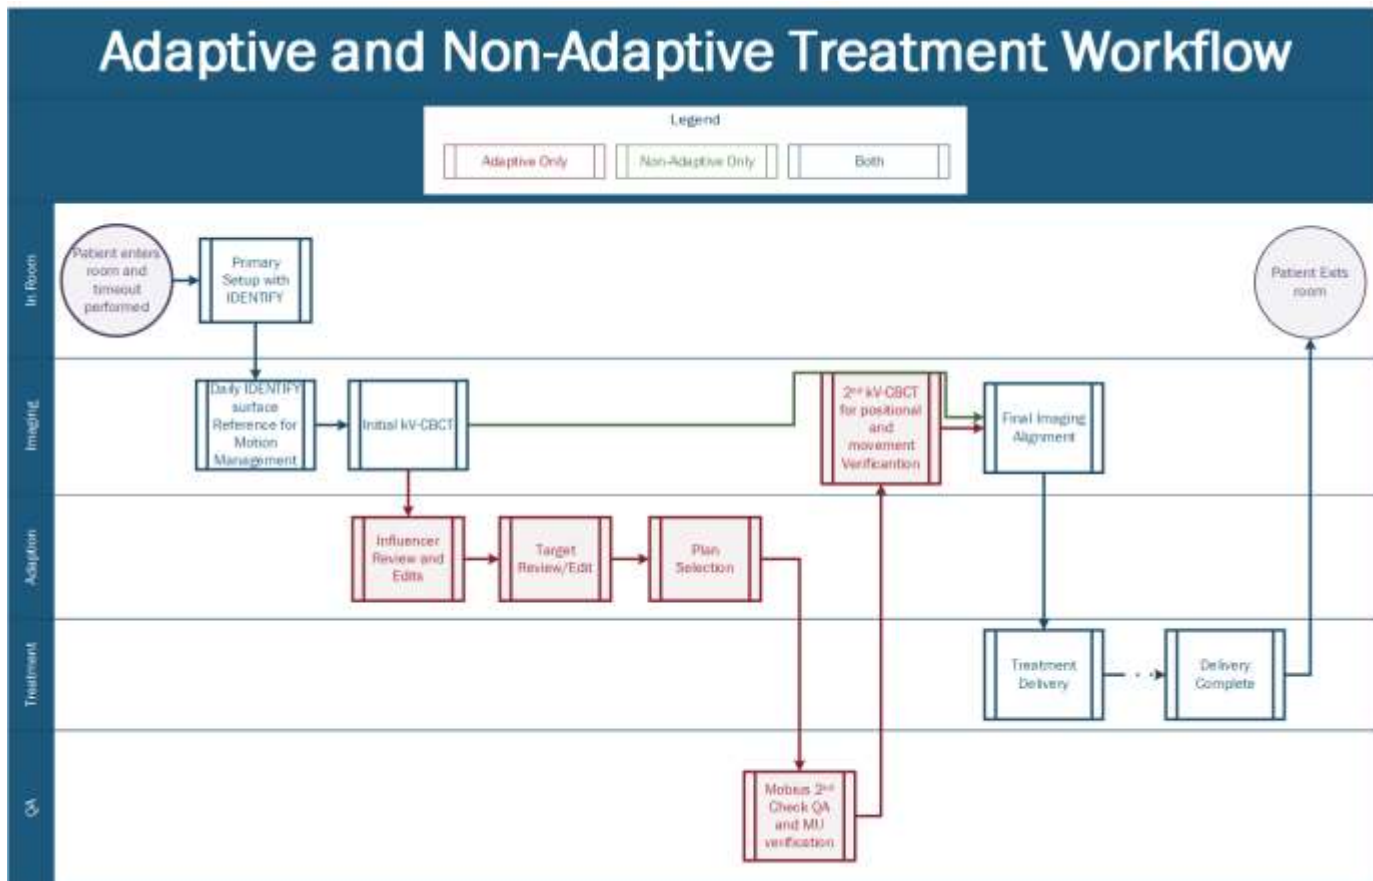 Adaptive and Non-Adaptive Treatment Workflow
Legend
Adaptive Only
Non-Adaptive Only
Both
In Room
Patient enters
room and
timeout
performed
Primary
Setup with
IDENTIFY
Patient Exits
room
Imaging
Daily IDENTIFY
surface
Reference for
Motion
Management
Initial kV-CBCT
2nd kV-CBCT
for positional
and
movement
Verificantion
Final Imaging
Alignment
Adaption
Influencer
Review and
Edits
Target
Review/Edit
Plan
Selection
Treatment
Treatment
Delivery
Delivery
Complete
QA
Mobius 2nd
Check QA
and MU
verification